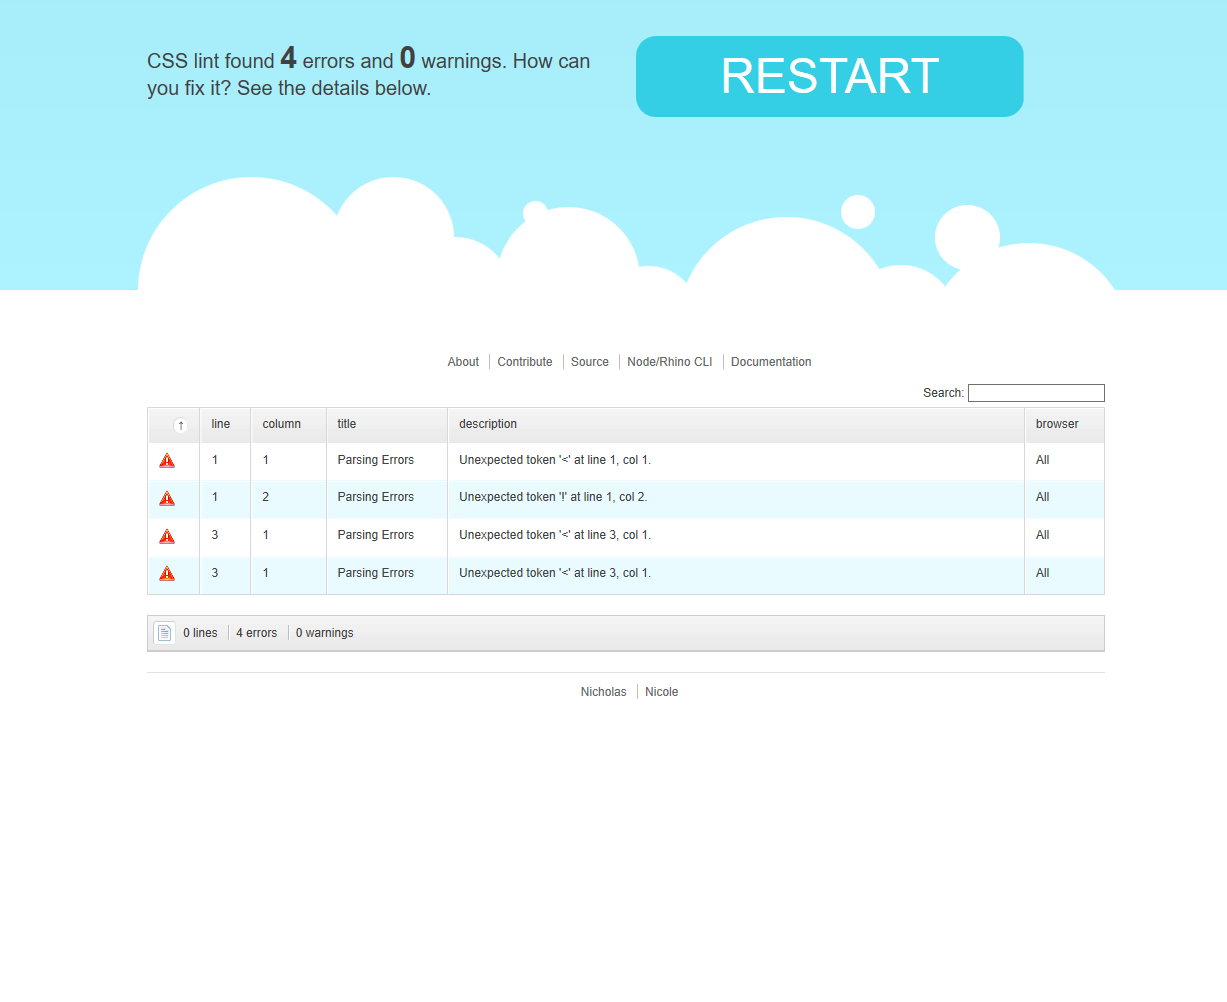 CSS lint found 4 errors and 0 warnings. How can
you fix it? See the details below.
RESTART
About Contribute Source Node/Rhino CLI Documentation
Search:
↑ line column title description browser
1 1 Parsing Errors Unexpected token '<' at line 1, col 1. All
1 2 Parsing Errors Unexpected token '!' at line 1, col 2. All
3 1 Parsing Errors Unexpected token '<' at line 3, col 1. All
3 1 Parsing Errors Unexpected token '<' at line 3, col 1. All
0 lines 4 errors 0 warnings
Nicholas Nicole